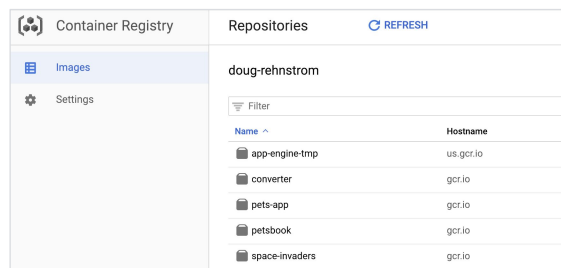 Container Registry
Repositories
REFRESH
Images
Settings
doug-rehnstrom
Filter
Name
Hostname
app-engine-tmp
us.gcr.io
converter
gcr.io
pets-app
gcr.io
petsbook
gcr.io
space-invaders
gcr.io